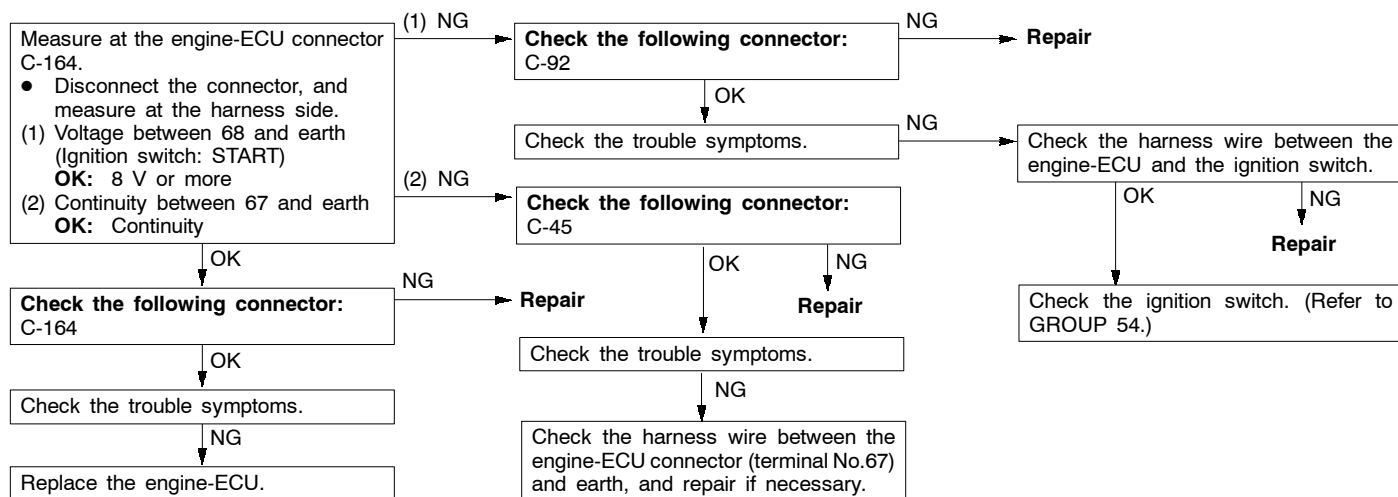 Measure at the engine-ECU connector
C-164.
● Disconnect the connector, and
measure at the harness side.
(1) Voltage between 68 and earth
(Ignition switch: START)
OK: 8 V or more
(2) Continuity between 67 and earth
OK: Continuity
(1) NG
Check the following connector:
C-92
NG
Repair
OK
Check the trouble symptoms.
NG
Check the harness wire between the
engine-ECU and the ignition switch.
OK
NG
Repair
Check the ignition switch. (Refer to
GROUP 54.)
(2) NG
Check the following connector:
C-45
OK
NG
Repair
Check the trouble symptoms.
NG
Check the harness wire between the
engine-ECU connector (terminal No.67)
and earth, and repair if necessary.
OK
Check the following connector:
C-164
NG
Repair
OK
Check the trouble symptoms.
NG
Replace the engine-ECU.